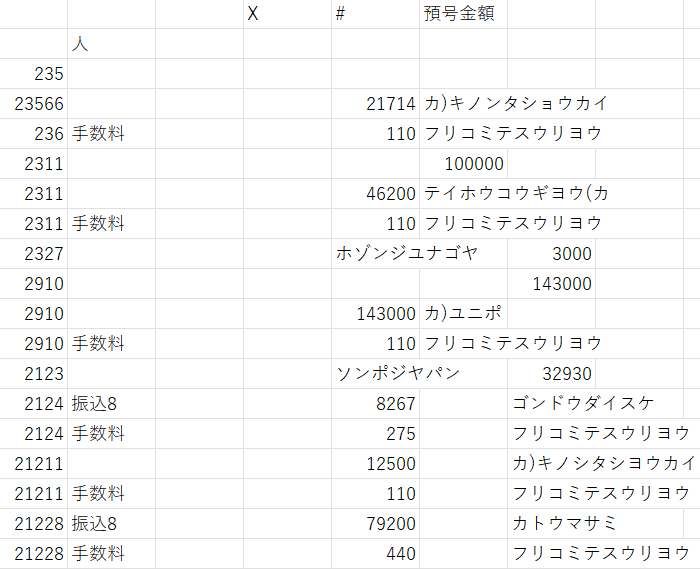 X # 預号金額
人
235
23566 21714 カ)キノンタショウカイ
236 手数料 110 フリコミテスウリヨウ
2311 100000
2311 46200 テイホウコウギヨウ(カ
2311 手数料 110 フリコミテスウリヨウ
2327 ホゾンジユナゴヤ 3000
2910 143000
2910 143000 カ)ユニポ
2910 手数料 110 フリコミテスウリヨウ
2123 ソンポジヤパン 32930
2124 振込8 8267 ゴンドウダイスケ
2124 手数料 275 フリコミテスウリヨウ
21211 12500 カ)キノシタシヨウカイ
21211 手数料 110 フリコミテスウリヨウ
21228 振込8 79200 カトウマサミ
21228 手数料 440 フリコミテスウリヨウ